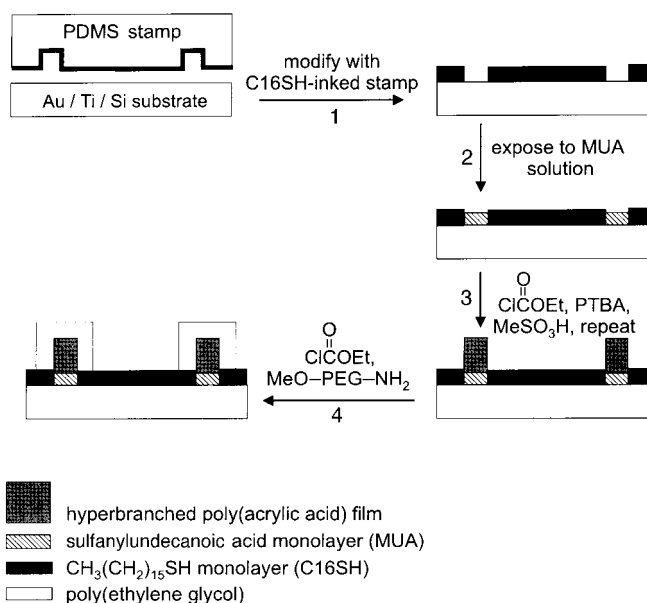 PDMS stamp
Au / Ti / Si substrate
modify with
C16SH-inked stamp
1
2
expose to MUA
solution
3
O
ClCOEt, PTBA,
MeSO3H, repeat
O
ClCOEt,
MeO–PEG–NH2
4
hyperbranched poly(acrylic acid) film
sulfanylundecanoic acid monolayer (MUA)
CH3(CH2)15SH monolayer (C16SH)
poly(ethylene glycol)